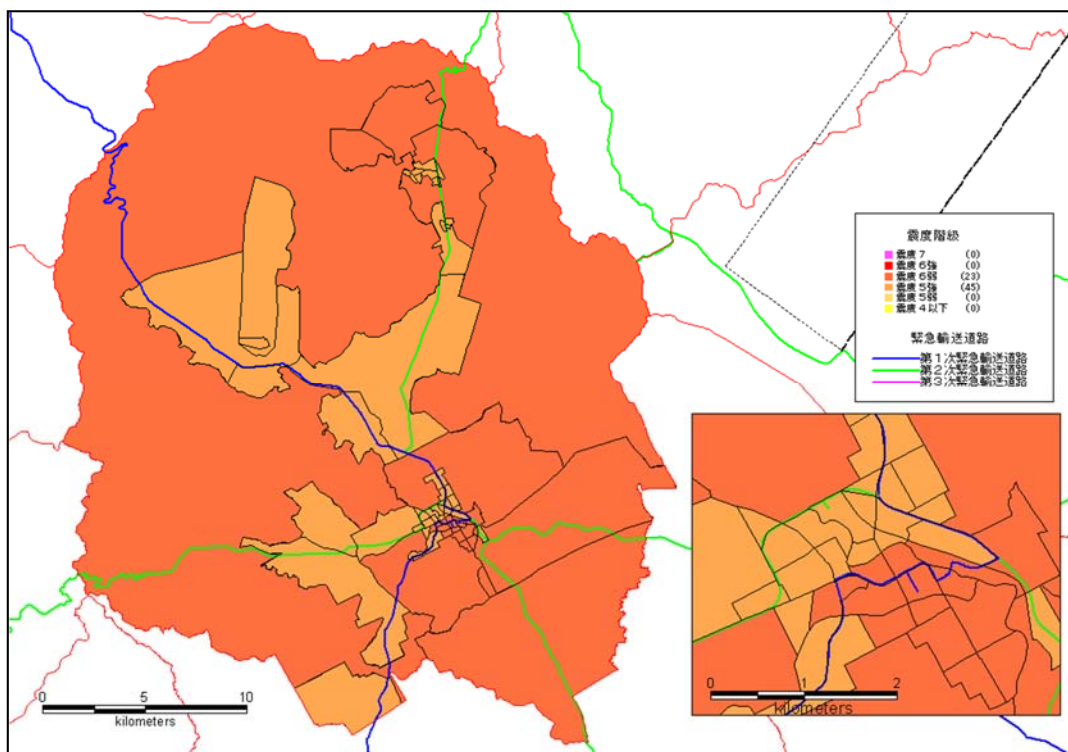 震度階級
震度７ (0)
震度６強 (0)
震度６弱 (23)
震度５強 (45)
震度５弱 (0)
震度４以下 (0)
緊急輸送道路
第１次緊急輸送道路
第２次緊急輸送道路
第３次緊急輸送道路
0 5 10
kilometers
0 1 2
kilometers